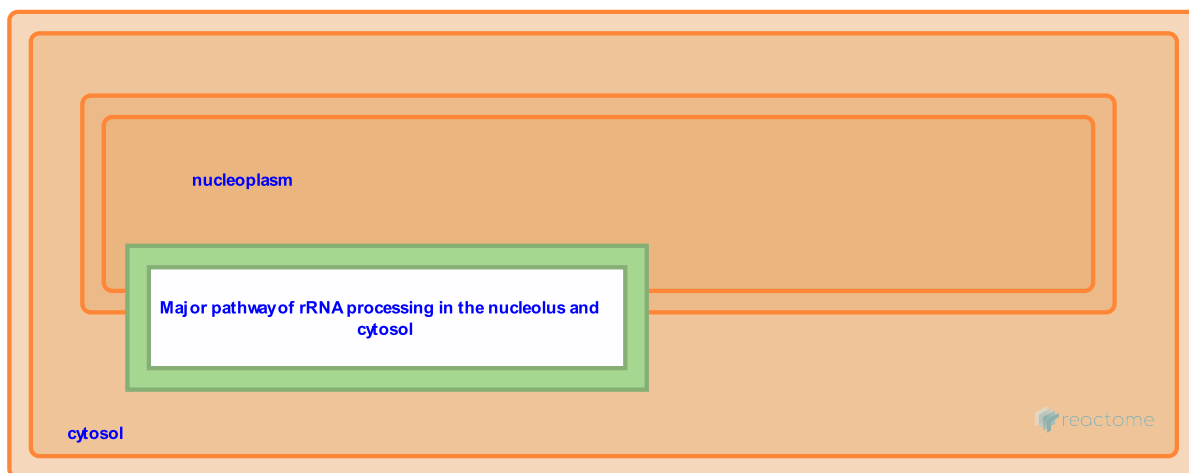 nucleoplasm
Major pathway of rRNA processing in the nucleolus and
cytosol
cytosol
reactome